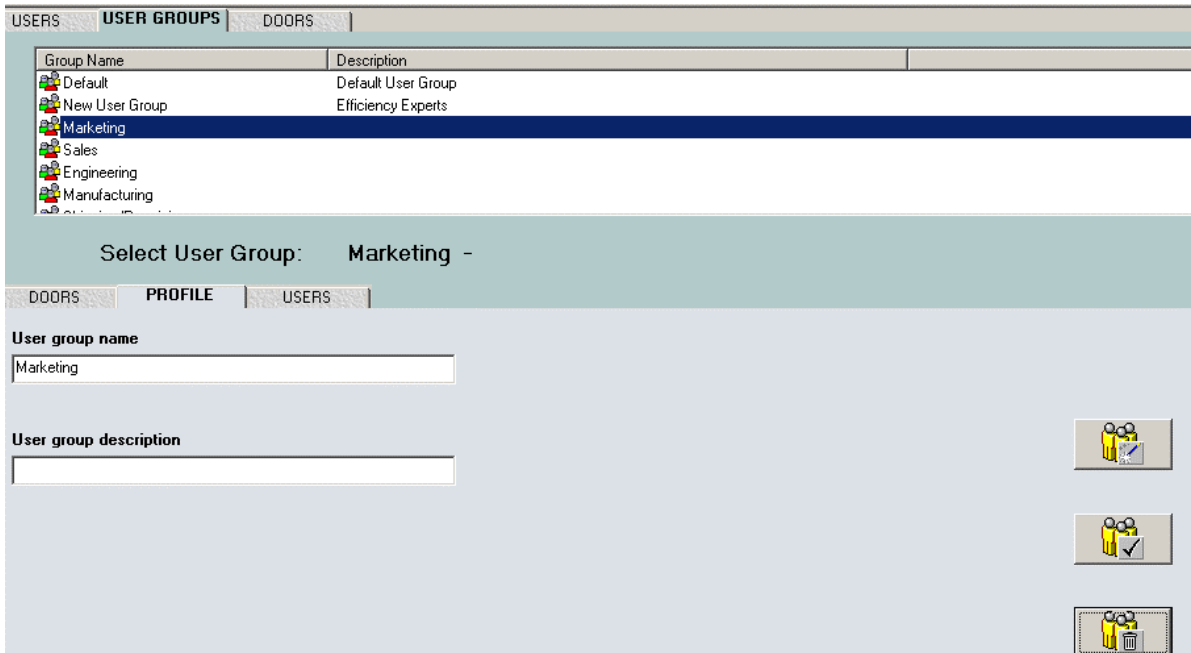 USERS USER GROUPS DOORS
Group Name Description
Default Default User Group
New User Group Efficiency Experts
Marketing
Sales
Engineering
Manufacturing
Select User Group: Marketing -
DOORS PROFILE USERS
User group name
Marketing
User group description